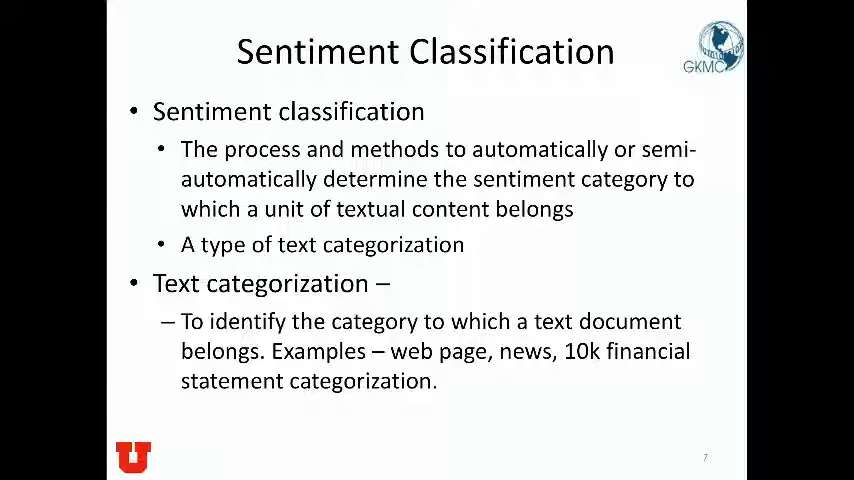 Sentiment Classification
GKMC
• Sentiment classification
• The process and methods to automatically or semi-
automatically determine the sentiment category to
which a unit of textual content belongs
• A type of text categorization
• Text categorization –
– To identify the category to which a text document
belongs. Examples – web page, news, 10k financial
statement categorization.
U
7